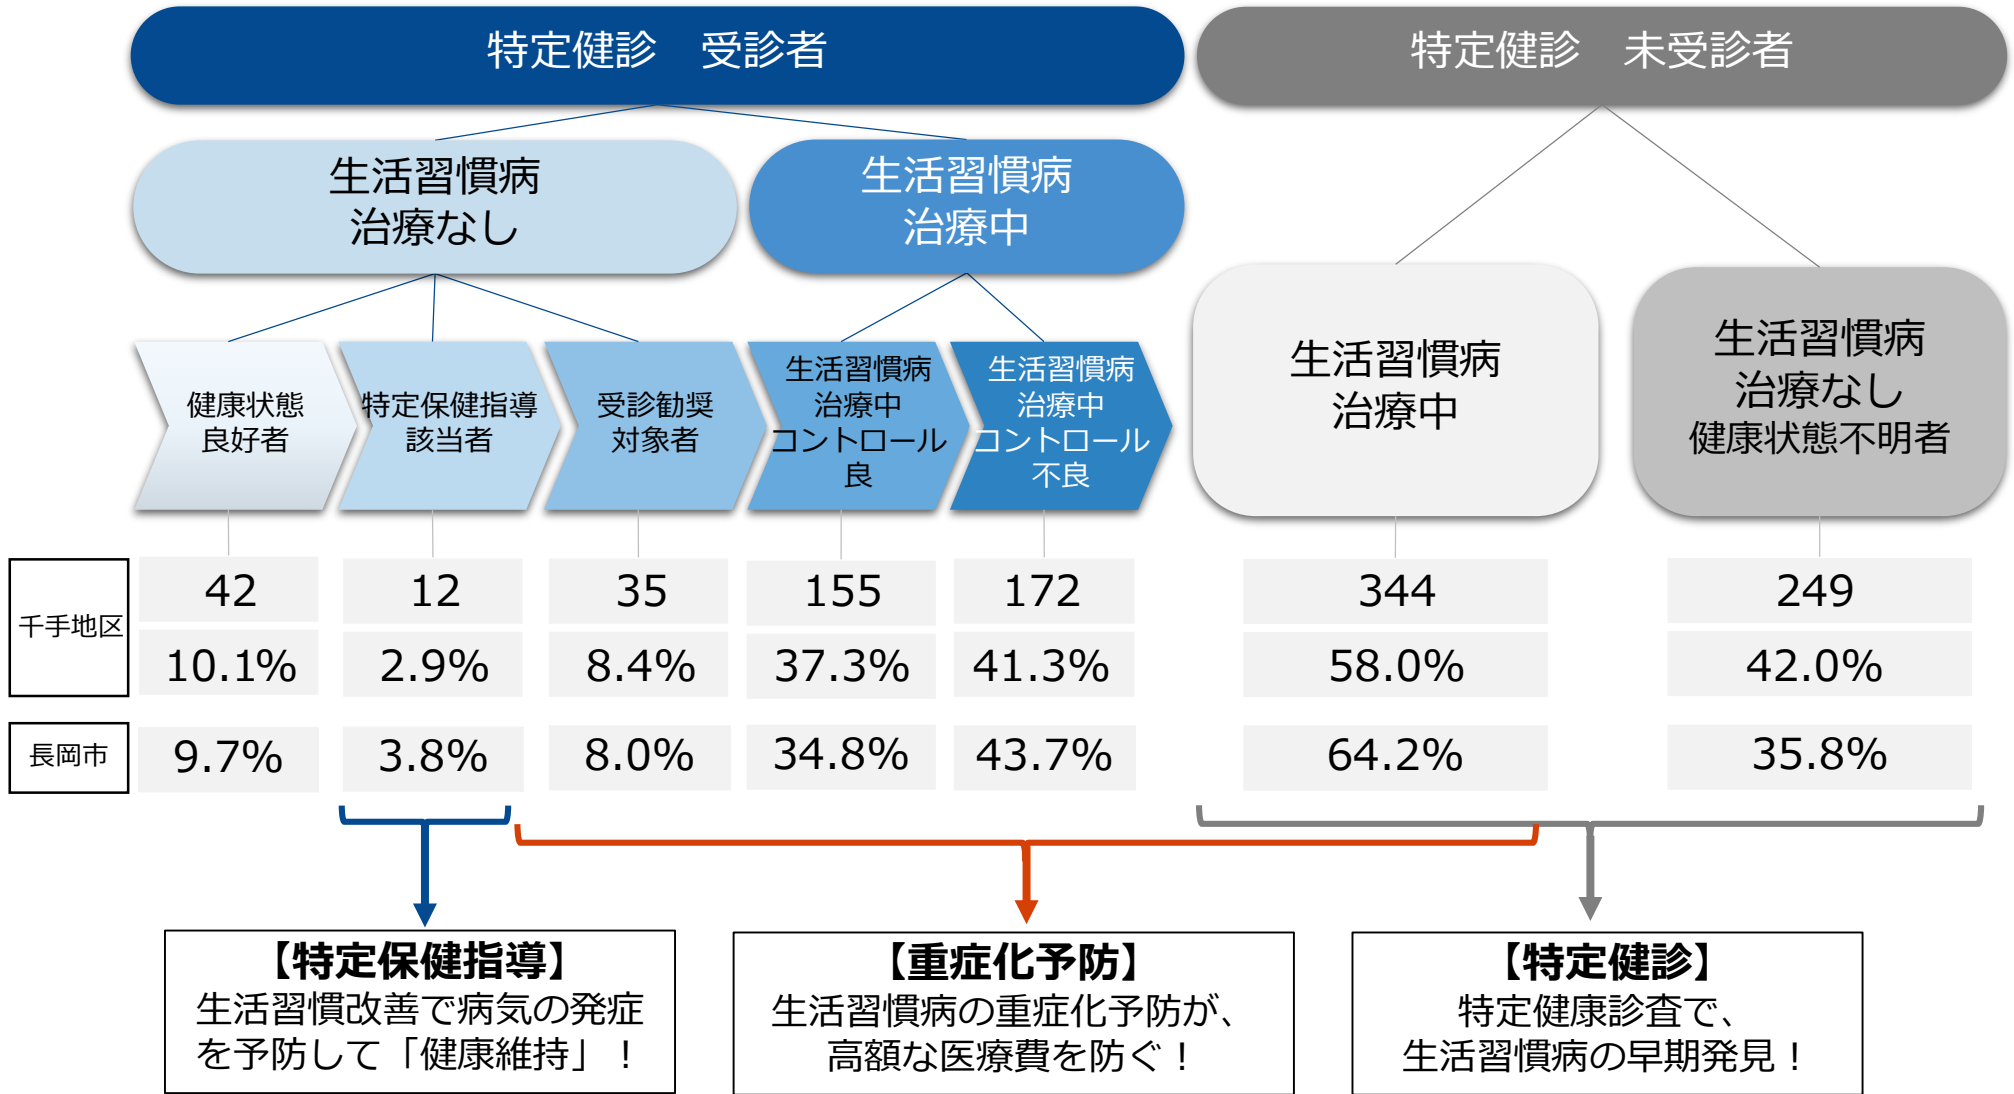 特定健診　受診者
特定健診　未受診者
生活習慣病
治療なし
生活習慣病
治療中
健康状態
良好者
特定保健指導
該当者
受診勧奨
対象者
生活習慣病
治療中
コントロール
良
生活習慣病
治療中
コントロール
不良
生活習慣病
治療中
生活習慣病
治療なし
健康状態不明者
千手地区
42
12
35
155
172
344
249
10.1%
2.9%
8.4%
37.3%
41.3%
58.0%
42.0%
長岡市
9.7%
3.8%
8.0%
34.8%
43.7%
64.2%
35.8%
【特定保健指導】
生活習慣改善で病気の発症
を予防して「健康維持」！
【重症化予防】
生活習慣病の重症化予防が、
高額な医療費を防ぐ！
【特定健診】
特定健康診査で、
生活習慣病の早期発見！